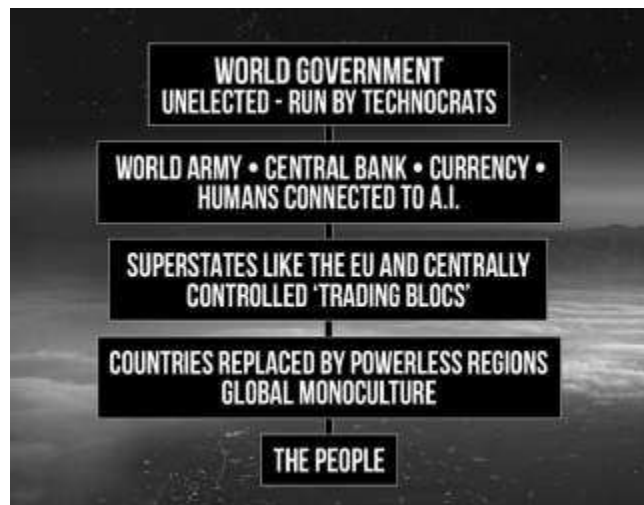 WORLD GOVERNMENT
UNELECTED - RUN BY TECHNOCRATS
WORLD ARMY • CENTRAL BANK • CURRENCY •
HUMANS CONNECTED TO A.I.
SUPERSTATES LIKE THE EU AND CENTRALLY
CONTROLLED 'TRADING BLOCS'
COUNTRIES REPLACED BY POWERLESS REGIONS
GLOBAL MONOCULTURE
THE PEOPLE